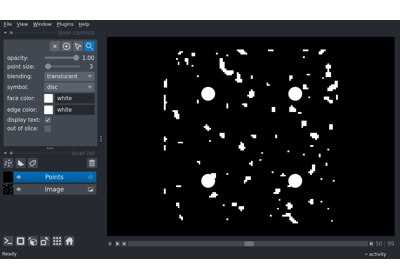 File View Window Plugins Help
layer controls
opacity: 1.00
point size: 3
blending: translucent
symbol: disc
face color: white
edge color: white
display text: ✓
out of slice:
layer list
Points
Image
0 50 99
Ready activity